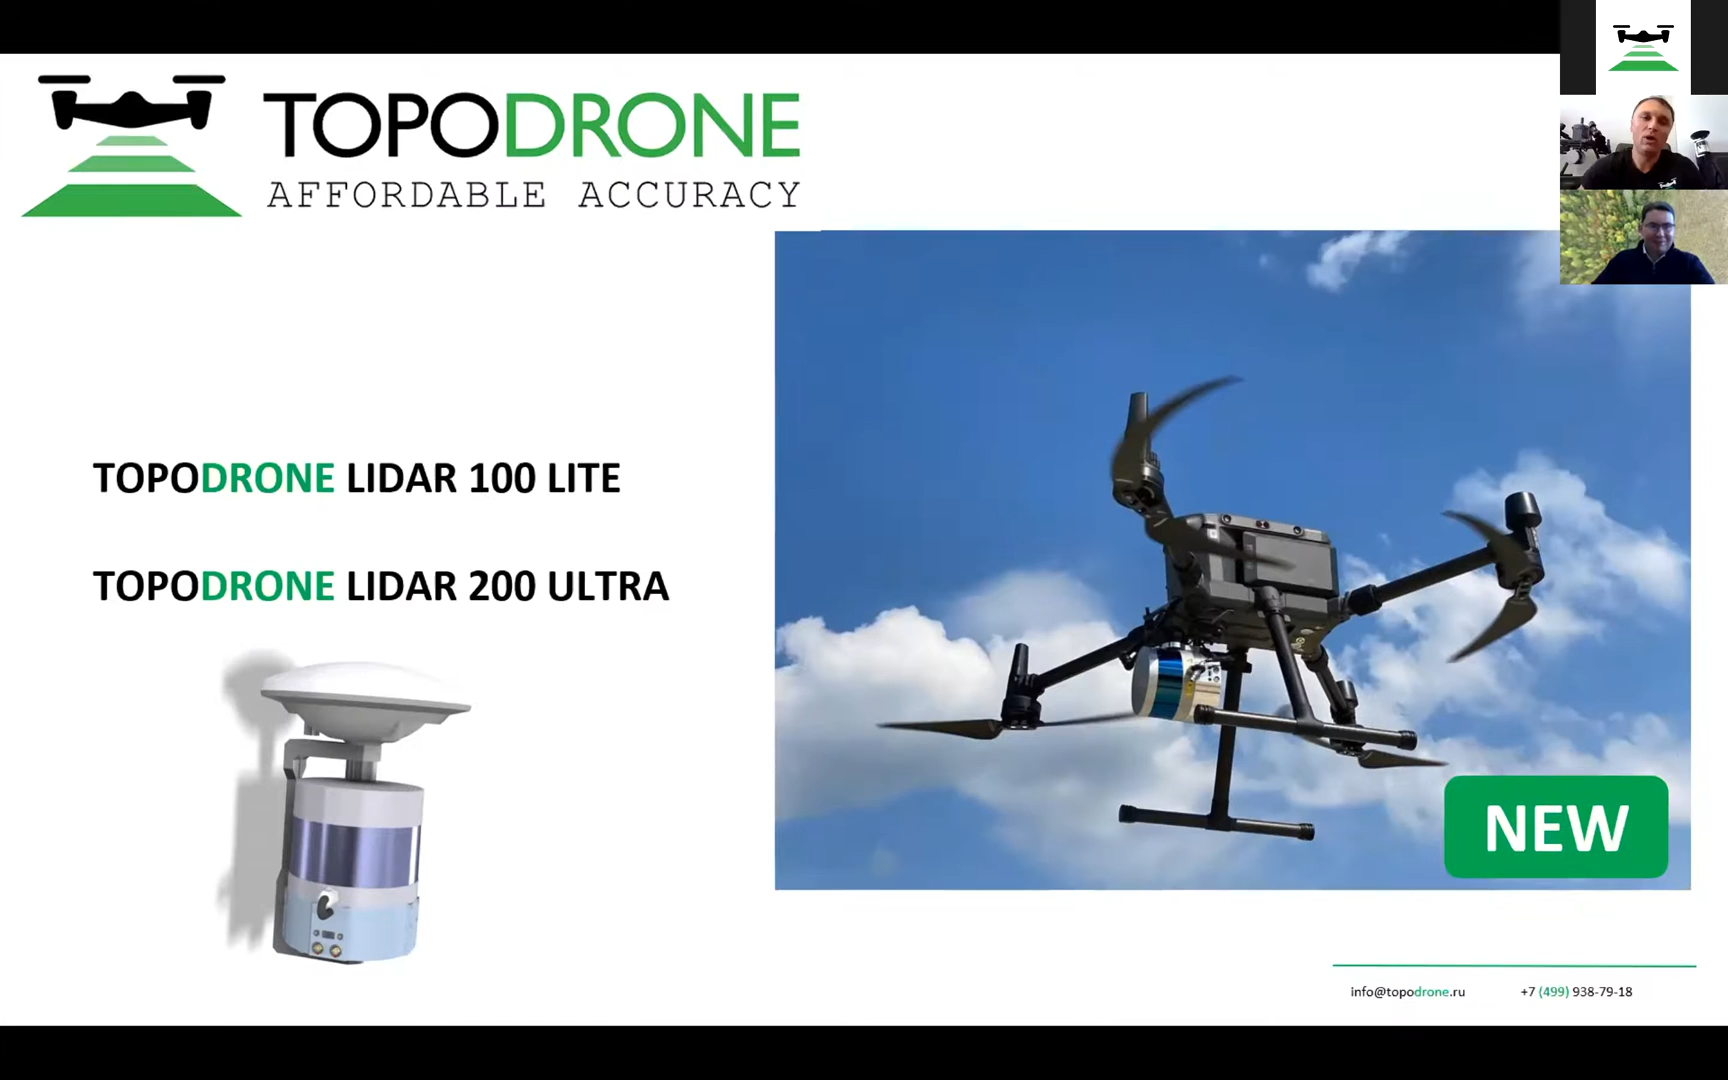 TOPODRONE
AFFORDABLE ACCURACY
TOPODRONE LIDAR 100 LITE
TOPODRONE LIDAR 200 ULTRA
NEW
info@topodrone.ru +7 (499) 938-79-18